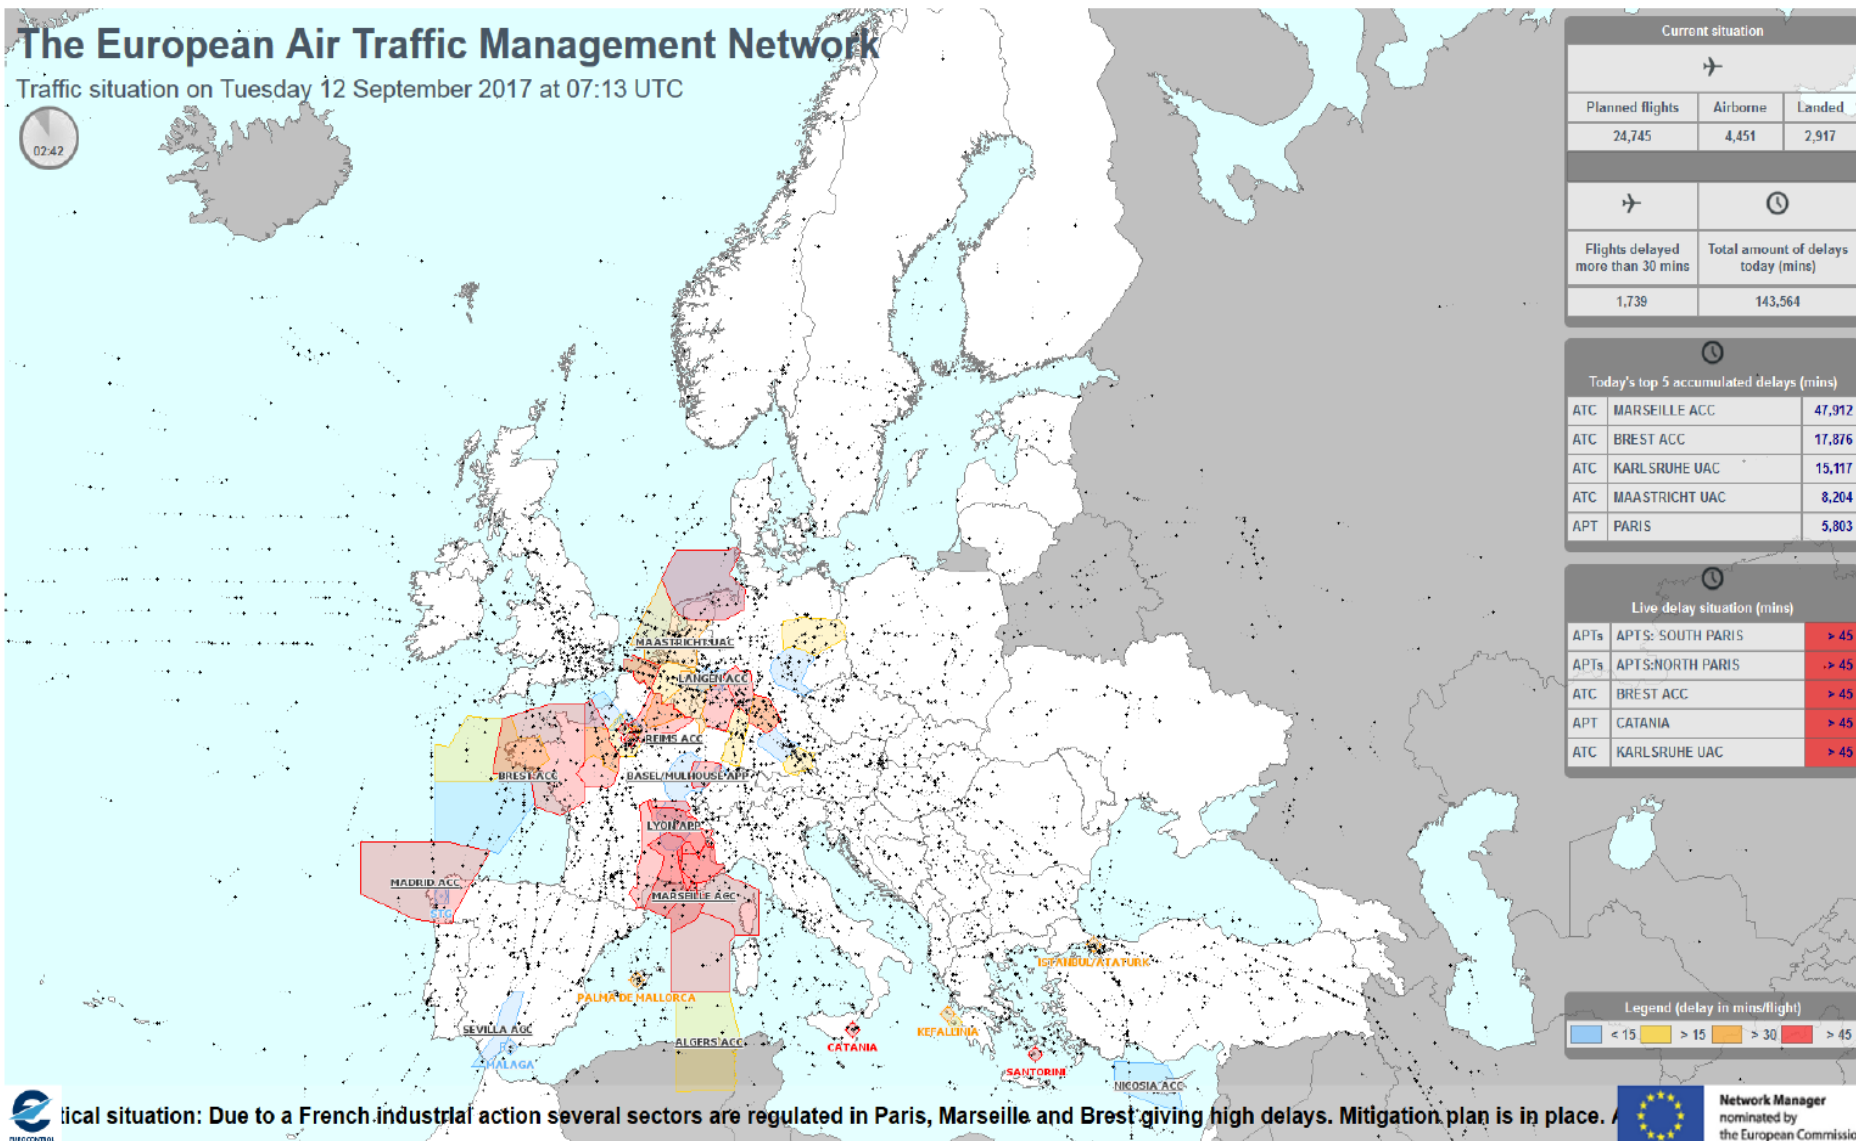 The European Air Traffic Management Network
Traffic situation on Tuesday 12 September 2017 at 07:13 UTC
02:42
Current situation
Planned flights Airborne Landed
24,745 4,451 2,917
Flights delayed more than 30 mins
Total amount of delays today (mins)
1,739 143,564
Today's top 5 accumulated delays (mins)
ATC MARSEILLE ACC 47,912
ATC BREST ACC 17,876
ATC KARLSRUHE UAC 15,117
ATC MAASTRICHT UAC 8,204
APT PARIS 5,803
Live delay situation (mins)
APTs APTS: SOUTH PARIS > 45
APTs APTS:NORTH PARIS > 45
ATC BREST ACC > 45
APT CATANIA > 45
ATC KARLSRUHE UAC > 45
MAASTRICHT UAC
LANGEN ACC
REIMS ACC
BREST ACC
BASEL/MULHOUSE APP
LYON APP
MADRID ACC
MARSEILLE ACC
STG
ISTANBUL/ATATURK
PALMA DE MALLORCA
SEVILLA ACC
KEFALLINIA
ALGERS ACC
CATANIA
MALAGA
SANTORINI
NICOSIA ACC
Legend (delay in mins/flight)
< 15 > 15 > 30 > 45
EUROCONTROL
tical situation: Due to a French industrial action several sectors are regulated in Paris, Marseille and Brest giving high delays. Mitigation plan is in place.
Network Manager
nominated by
the European Commissio